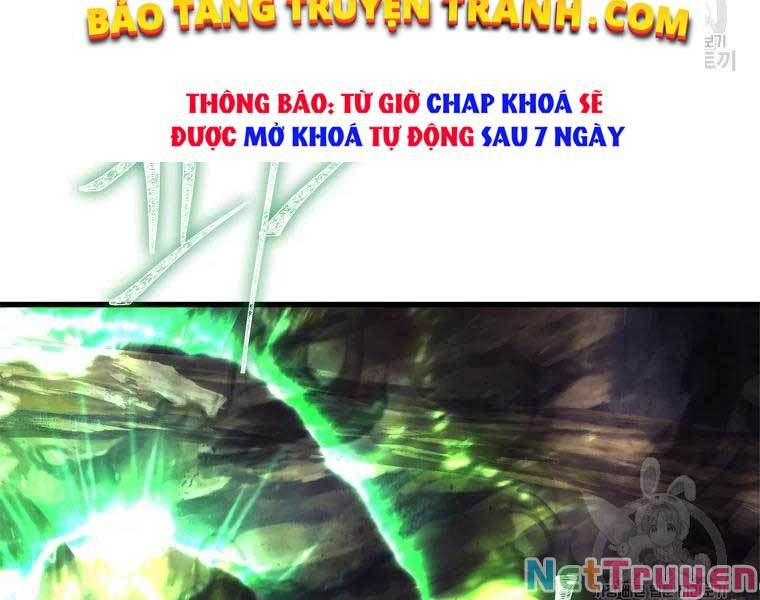 BẢO TÀNG TRUYỆN TRANH.COM
THÔNG BÁO: TỪ GIỜ CHAP KHOÁ SẼ
ĐƯỢC MỞ KHOÁ TỰ ĐỘNG SAU 7 NGÀY
NetTruyen